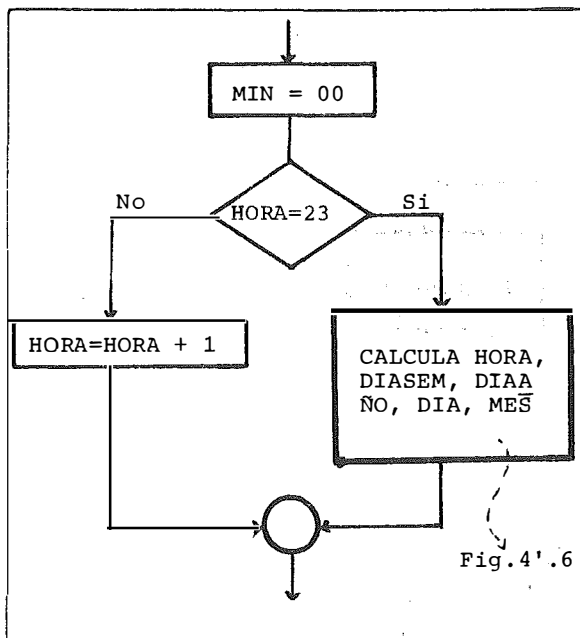 MIN = 00
No
HORA=23
Si
HORA=HORA + 1
CALCULA HORA,
DIASEM, DIAA
ÑO, DIA, MES
Fig.4'.6